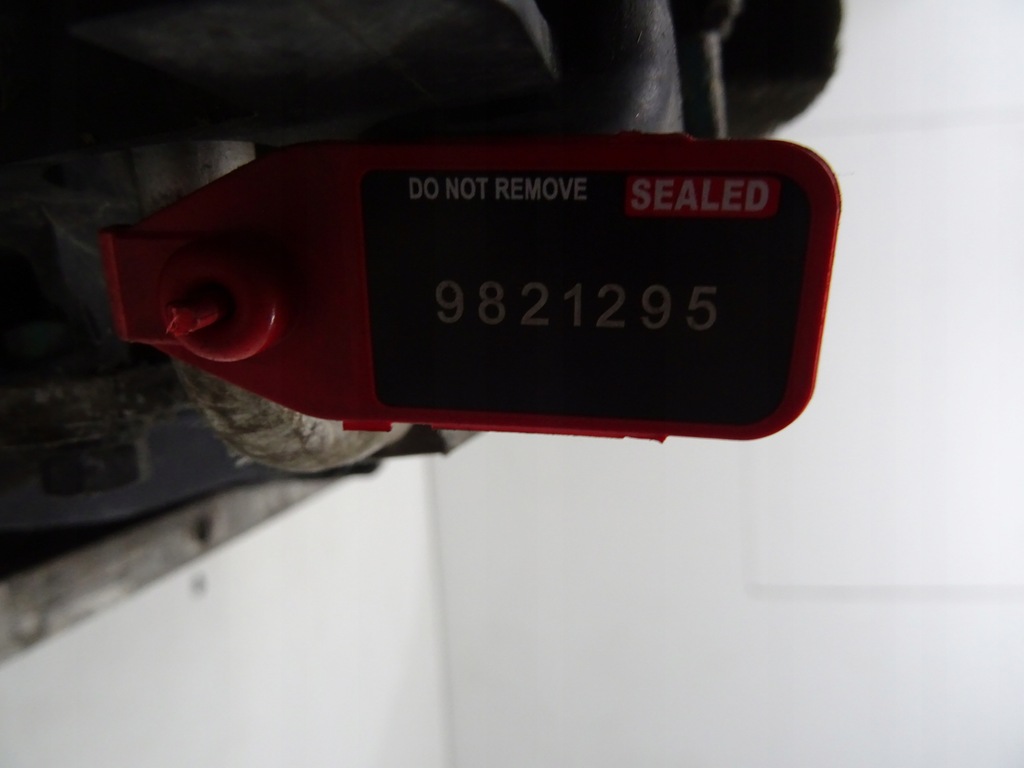 DO NOT REMOVE SEALED
9821295